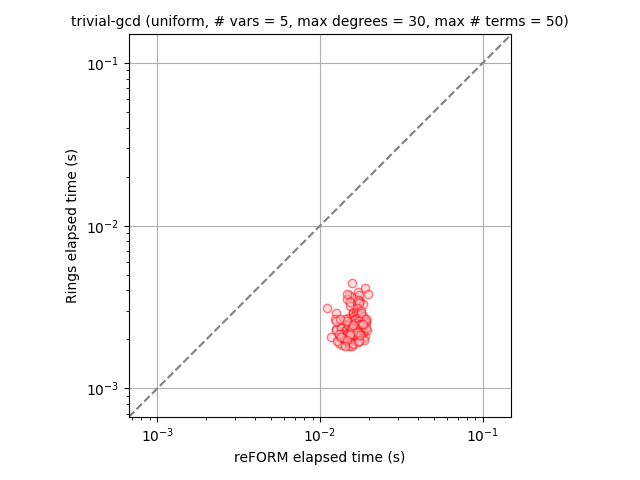 trivial-gcd (uniform, # vars = 5, max degrees = 30, max # terms = 50)
10⁻¹
10⁻²
10⁻³
Rings elapsed time (s)
10⁻³
10⁻²
10⁻¹
reFORM elapsed time (s)